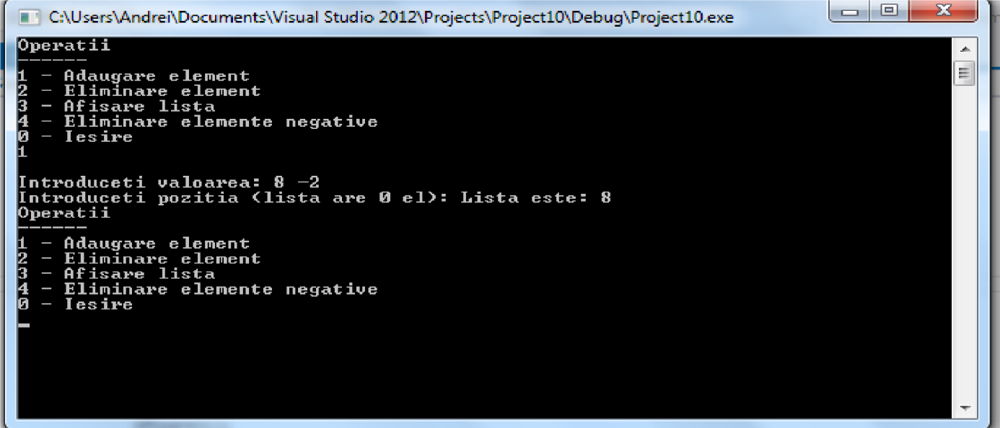 C:\Users\Andrei\Documents\Visual Studio 2012\Projects\Project10\Debug\Project10.exe
Operatii
------
1 - Adaugare element
2 - Eliminare element
3 - Afisare lista
4 - Eliminare elemente negative
0 - Iesire
1
Introduceti valoarea: 8 -2
Introduceti pozitia (lista are 0 el): Lista este: 8
Operatii
------
1 - Adaugare element
2 - Eliminare element
3 - Afisare lista
4 - Eliminare elemente negative
0 - Iesire